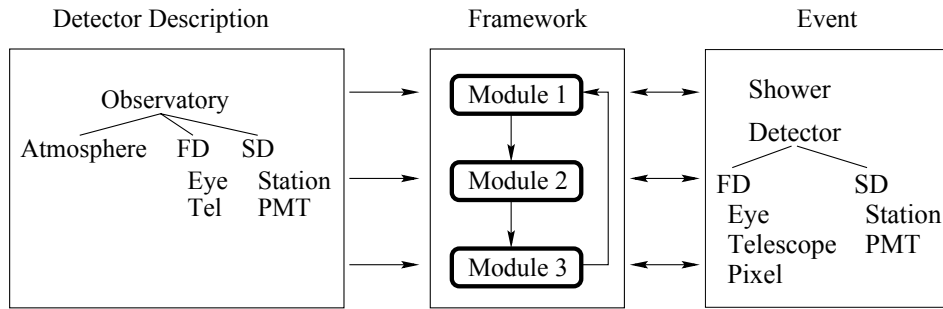 Detector Description
Framework
Event
Observatory
Atmosphere FD SD
Eye Station
Tel PMT
Module 1
Module 2
Module 3
Shower
Detector
FD SD
Eye Station
Telescope PMT
Pixel